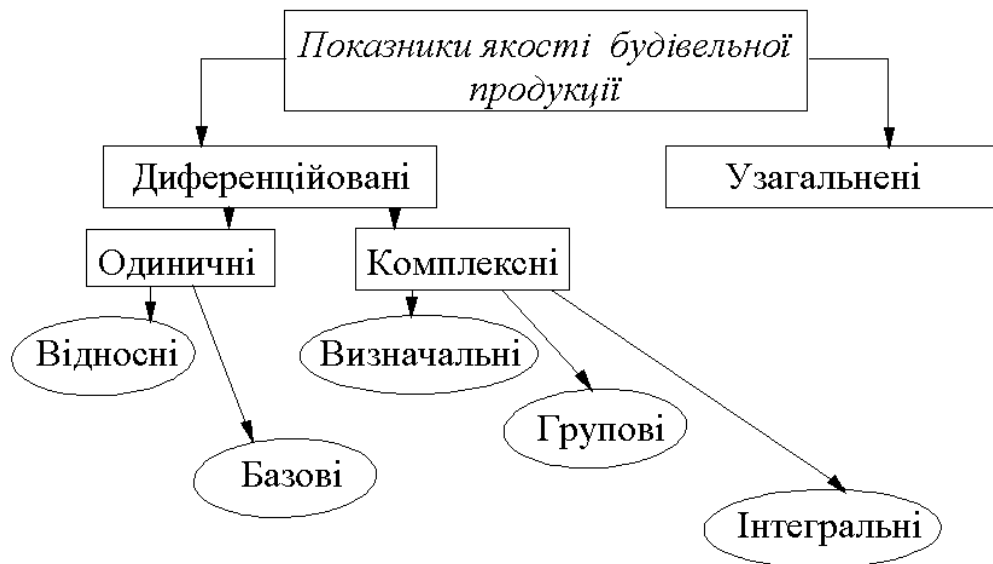 Показники якості будівельної
продукції
Диференційовані
Узагальнені
Одиничні
Комплексні
Відносні
Визначальні
Групові
Базові
Інтегральні